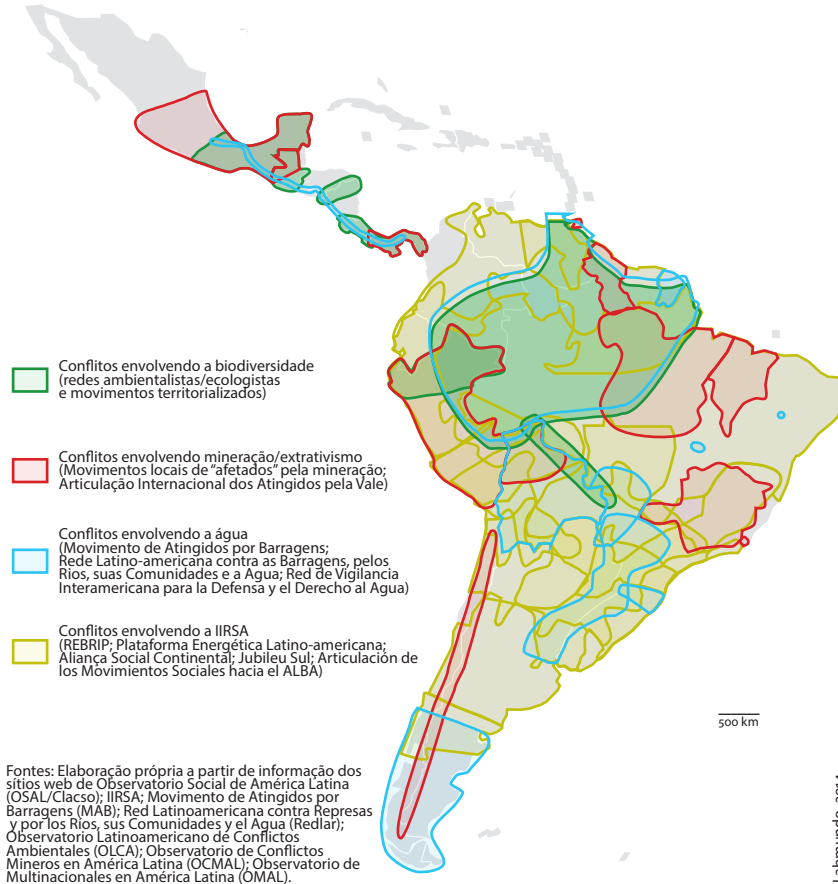 Conflitos envolvendo a biodiversidade
(redes ambientalistas/ecologistas
e movimentos territorializados)
Conflitos envolvendo mineração/extrativismo
(Movimentos locais de “afetados” pela mineração;
Articulação Internacional dos Atingidos pela Vale)
Conflitos envolvendo a água
(Movimento de Atingidos por Barragens;
Rede Latino-americana contra as Barragens, pelos
Rios, suas Comunidades e a Agua; Red de Vigilancia
Interamericana para la Defensa y el Derecho al Agua)
Conflitos envolvendo a IIRSA
(REBRIP; Plataforma Energética Latino-americana;
Aliança Social Continental; Jubileu Sul; Articulación de
los Movimientos Sociales hacia el ALBA)
500 km
Fontes: Elaboração própria a partir de informação dos
sítios web de Observatorio Social de América Latina
(OSAL/Clacso); IIRSA; Movimento de Atingidos por
Barragens (MAB); Red Latinoamericana contra Represas
y por los Rios, sus Comunidades y el Agua (Redlar);
Observatorio Latinoamericano de Conflictos
Ambientales (OLCA); Observatorio de Conflictos
Mineros en América Latina (OCMAL); Observatorio de
Multinacionales en América Latina (OMAL).
Labmundo, 2014